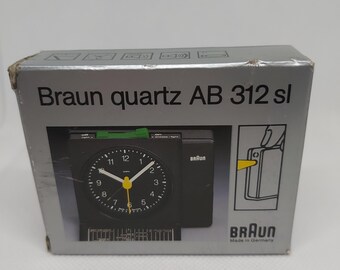 Braun quartz AB 312 sl
BRAUN
BRAUN
Made in Germany